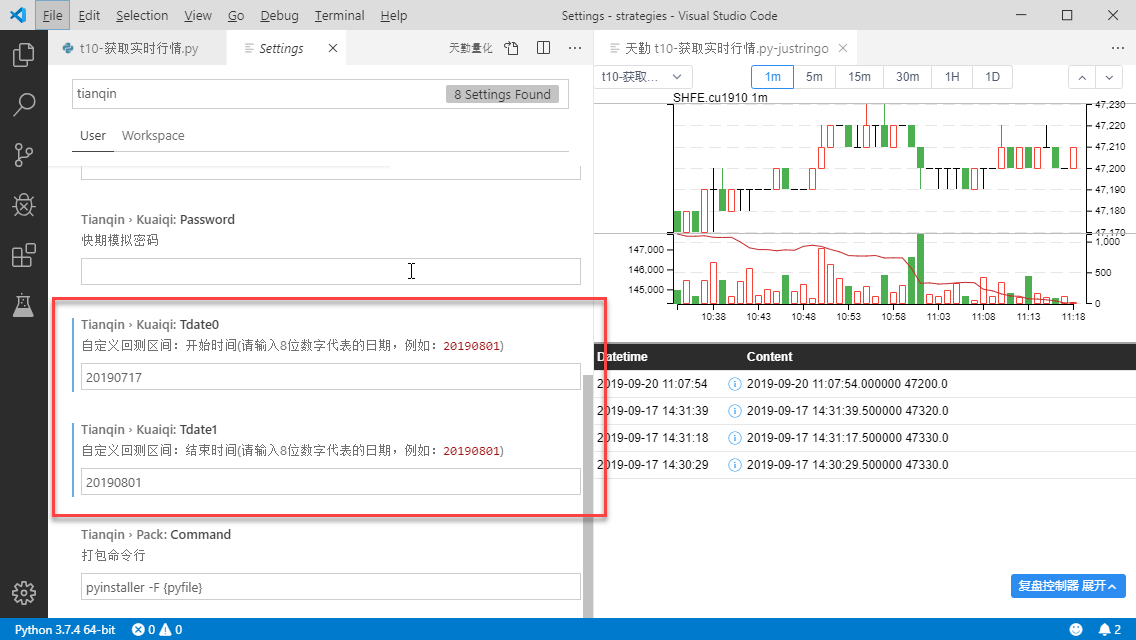 File Edit Selection View Go Debug Terminal Help Settings - strategies - Visual Studio Code
t10-获取实时行情.py Settings 天勤量化
tianqin 8 Settings Found
User Workspace
Tianqin › Kuaiqi: Password
快期模拟密码
Tianqin › Kuaiqi: Tdate0
自定义回测区间：开始时间(请输入8位数字代表的日期，例如：20190801)
20190717
Tianqin › Kuaiqi: Tdate1
自定义回测区间：结束时间(请输入8位数字代表的日期，例如：20190801)
20190801
Tianqin › Pack: Command
打包命令行
pyinstaller -F {pyfile}
天勤 t10-获取实时行情.py-justringo
t10-获取... 1m 5m 15m 30m 1H 1D
SHFE.cu1910 1m
47,230
47,220
47,210
47,200
47,190
47,180
47,170
147,000 1,000
146,000 500
145,000
0
10:38 10:43 10:48 10:53 10:58 11:03 11:08 11:13 11:18
Datetime Content
2019-09-20 11:07:54 2019-09-20 11:07:54.000000 47200.0
2019-09-17 14:31:39 2019-09-17 14:31:39.500000 47320.0
2019-09-17 14:31:18 2019-09-17 14:31:17.500000 47330.0
2019-09-17 14:30:29 2019-09-17 14:30:29.500000 47330.0
复盘控制器 展开
Python 3.7.4 64-bit 0 0 2